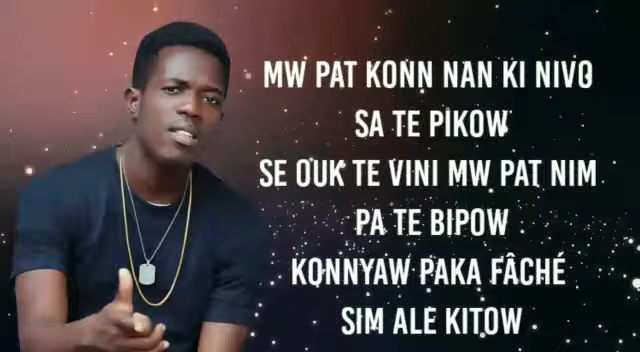 MW PAT KONN NAN KI NIVO
SA TE PIKOW
SE OUK TE VINI MW PAT NIM
PA TE BIPOW
KONNYAW PAKA FÂCHÉ
SIM ALE KITOW